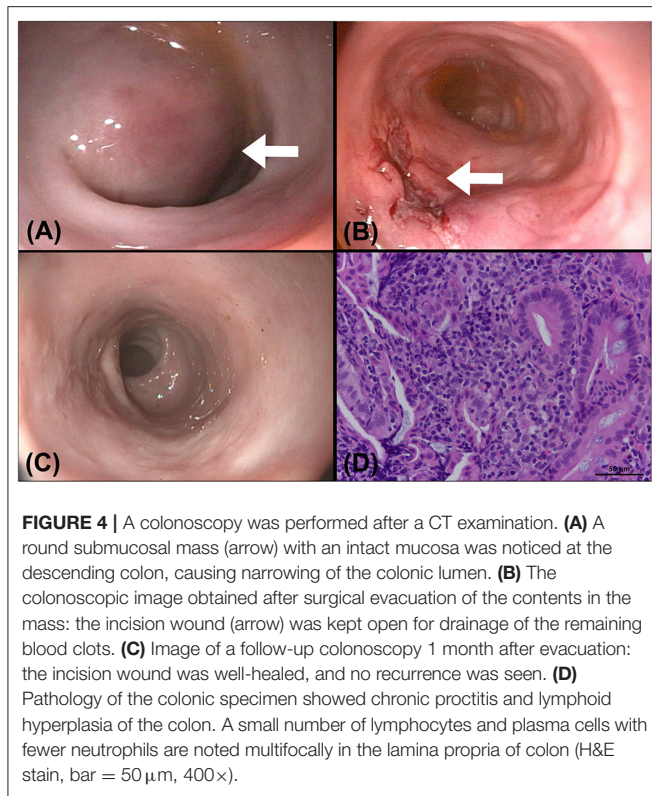 (A)
(B)
(C)
(D)
50 µm
FIGURE 4 | A colonoscopy was performed after a CT examination. (A) A
round submucosal mass (arrow) with an intact mucosa was noticed at the
descending colon, causing narrowing of the colonic lumen. (B) The
colonoscopic image obtained after surgical evacuation of the contents in the
mass: the incision wound (arrow) was kept open for drainage of the remaining
blood clots. (C) Image of a follow-up colonoscopy 1 month after evacuation:
the incision wound was well-healed, and no recurrence was seen. (D)
Pathology of the colonic specimen showed chronic proctitis and lymphoid
hyperplasia of the colon. A small number of lymphocytes and plasma cells with
fewer neutrophils are noted multifocally in the lamina propria of colon (H&E
stain, bar = 50 µm, 400×).